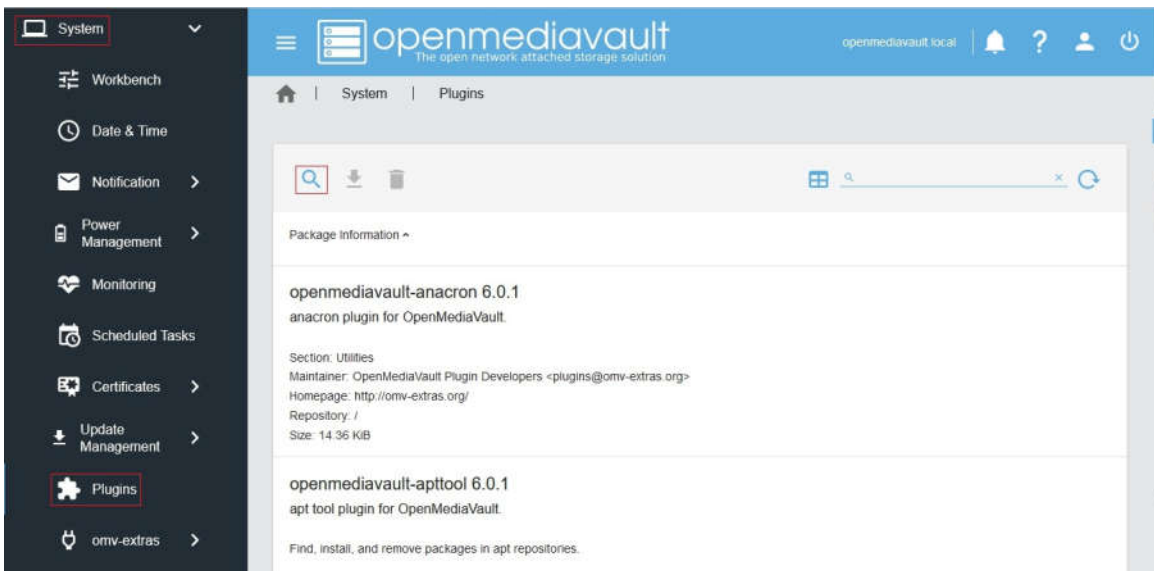 System
Workbench
Date & Time
Notification
Power
Management
Monitoring
Scheduled Tasks
Certificates
Update
Management
Plugins
omv-extras
openmediavault
The open network attached storage solution
openmediavault.local
?
| System | Plugins
Package Information
openmediavault-anacron 6.0.1
anacron plugin for OpenMediaVault.
Section: Utilities
Maintainer: OpenMediaVault Plugin Developers <plugins@omv-extras.org>
Homepage: http://omv-extras.org/
Repository: /
Size: 14.36 KiB
openmediavault-apttool 6.0.1
apt tool plugin for OpenMediaVault.
Find, install, and remove packages in apt repositories.